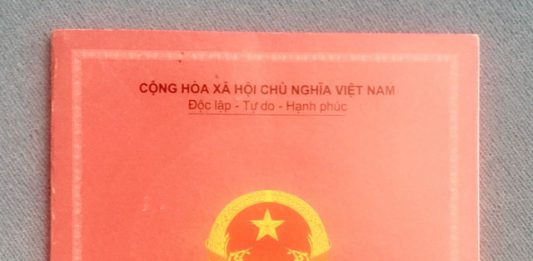 CỘNG HÒA XÃ HỘI CHỦ NGHĨA VIỆT NAM
Độc lập - Tự do - Hạnh phúc